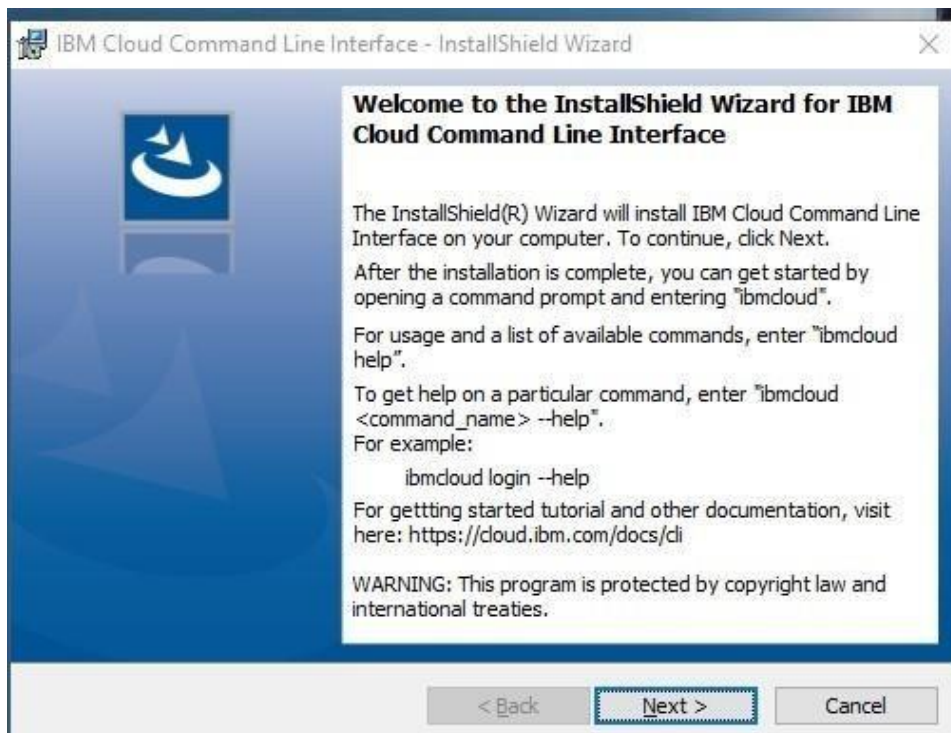 IBM Cloud Command Line Interface - InstallShield Wizard
Welcome to the InstallShield Wizard for IBM
Cloud Command Line Interface
The InstallShield(R) Wizard will install IBM Cloud Command Line
Interface on your computer. To continue, click Next.
After the installation is complete, you can get started by
opening a command prompt and entering "ibmcloud".
For usage and a list of available commands, enter "ibmcloud
help".
To get help on a particular command, enter "ibmcloud
<command_name> --help".
For example:
ibmcloud login --help
For gettting started tutorial and other documentation, visit
here: https://cloud.ibm.com/docs/cli
WARNING: This program is protected by copyright law and
international treaties.
< Back Next > Cancel